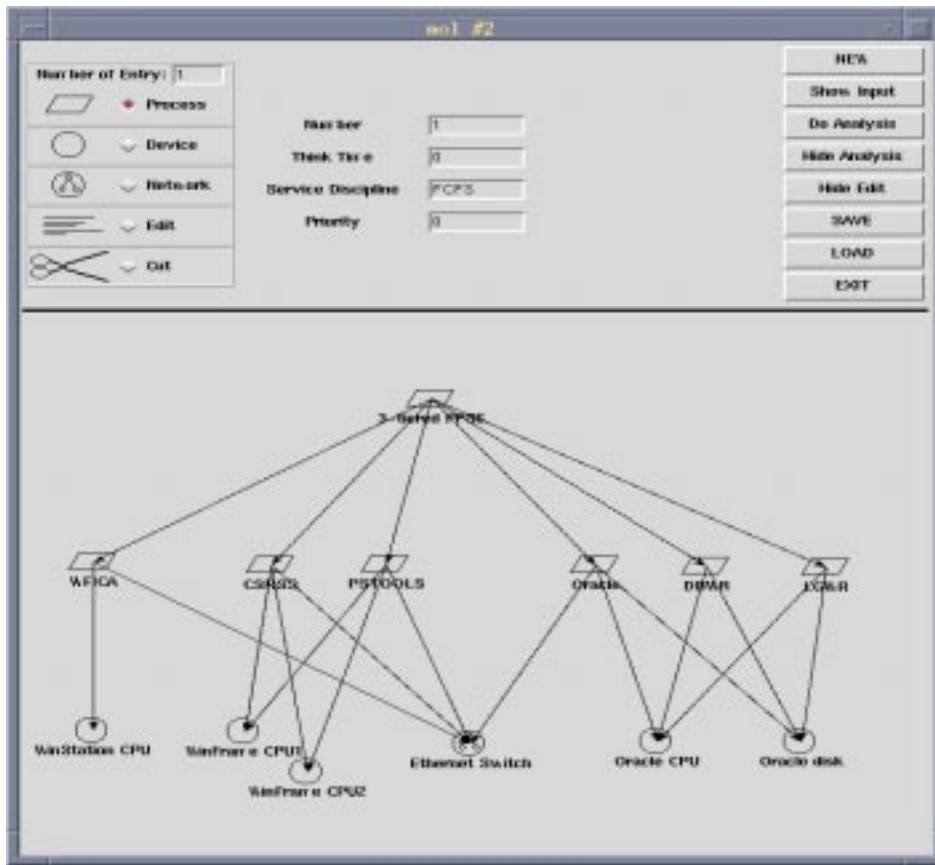 mol #2
Number of Entry: 1
Process
Device
Network
Edit
Cut
Number 1
Think Time 0
Service Discipline FCFS
Priority 0
NEW
Show Input
Do Analysis
Hide Analysis
Hide Edit
SAVE
LOAD
EXIT
WFICA
CSRSS
PSTOOLS
Oracle
WinStation CPU
WinFrame CPU1
WinFrame CPU2
Ethernet Switch
Oracle CPU
Oracle disk